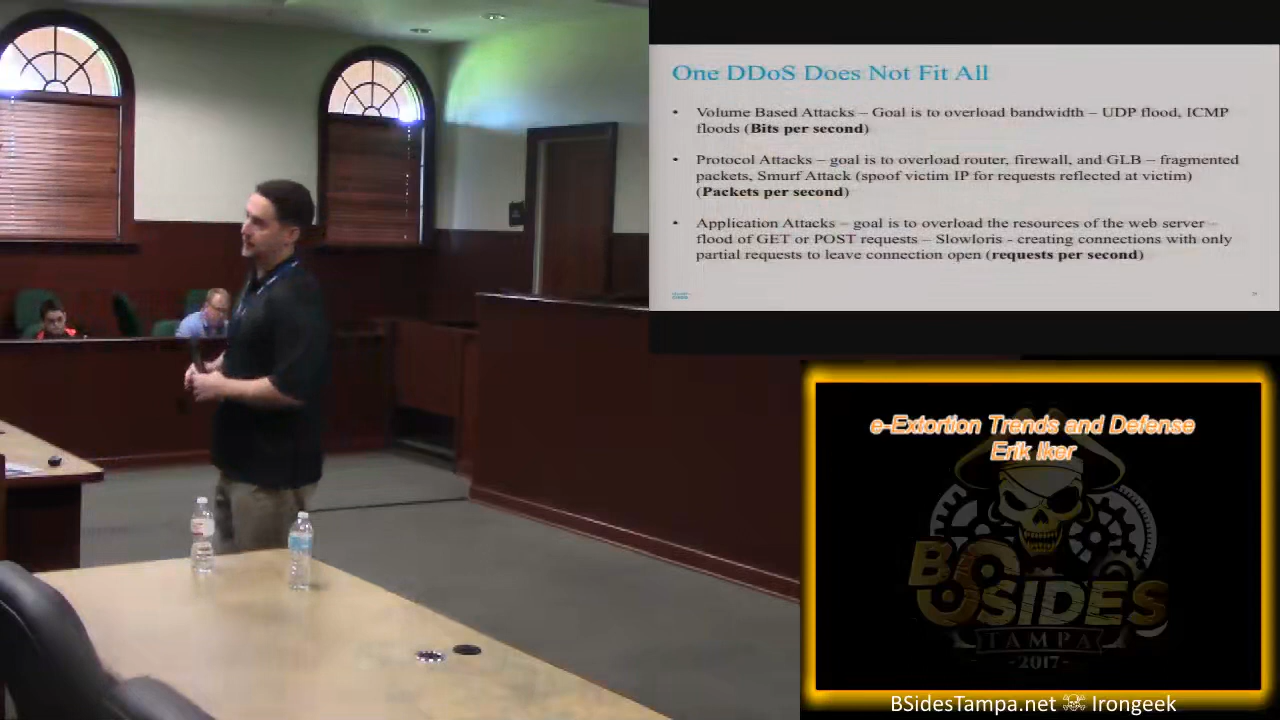 One DDoS Does Not Fit All
• Volume Based Attacks – Goal is to overload bandwidth – UDP flood, ICMP
floods (Bits per second)
• Protocol Attacks – goal is to overload router, firewall, and GLB – fragmented
packets, Smurf Attack (spoof victim IP for requests reflected at victim)
(Packets per second)
• Application Attacks – goal is to overload the resources of the web server –
flood of GET or POST requests – Slowloris - creating connections with only
partial requests to leave connection open (requests per second)
e-Extortion Trends and Defense
Erik Iker
BSIDES
TAMPA
-2017-
BSidesTampa.net ☠ Irongeek